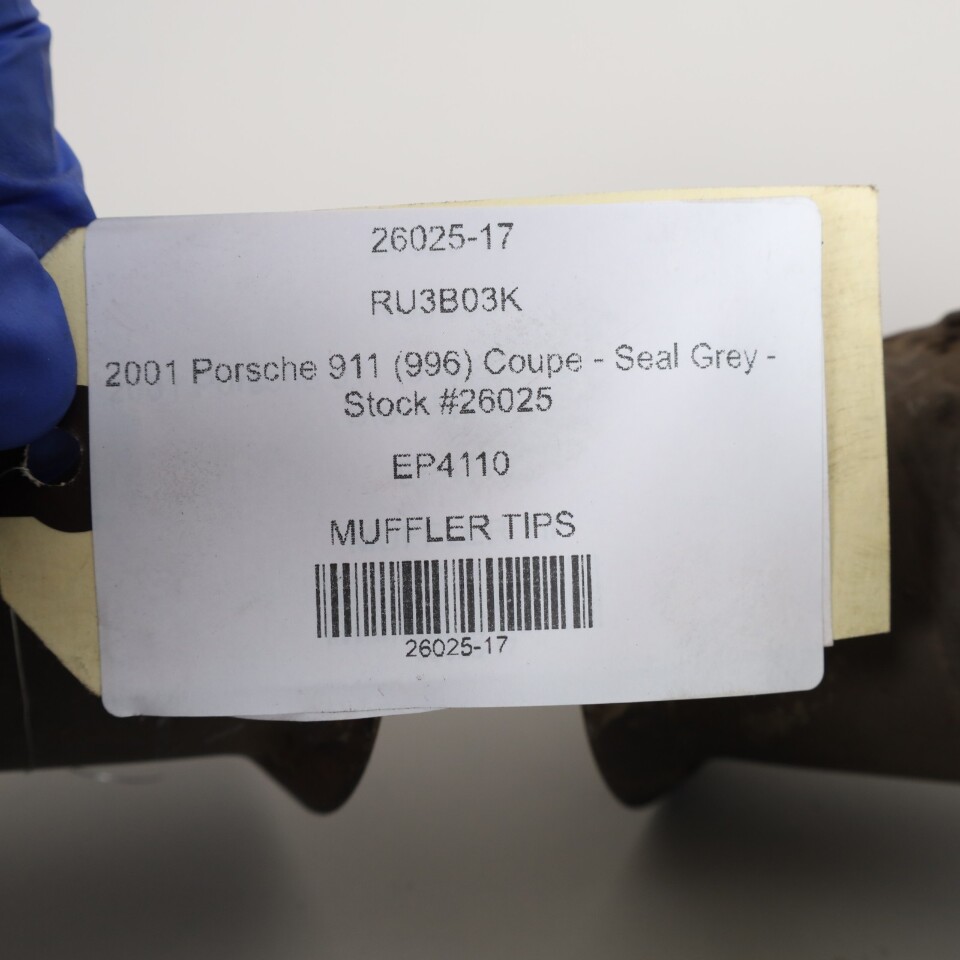 26025-17
RU3B03K
2001 Porsche 911 (996) Coupe - Seal Grey -
Stock #26025
EP4110
MUFFLER TIPS
26025-17